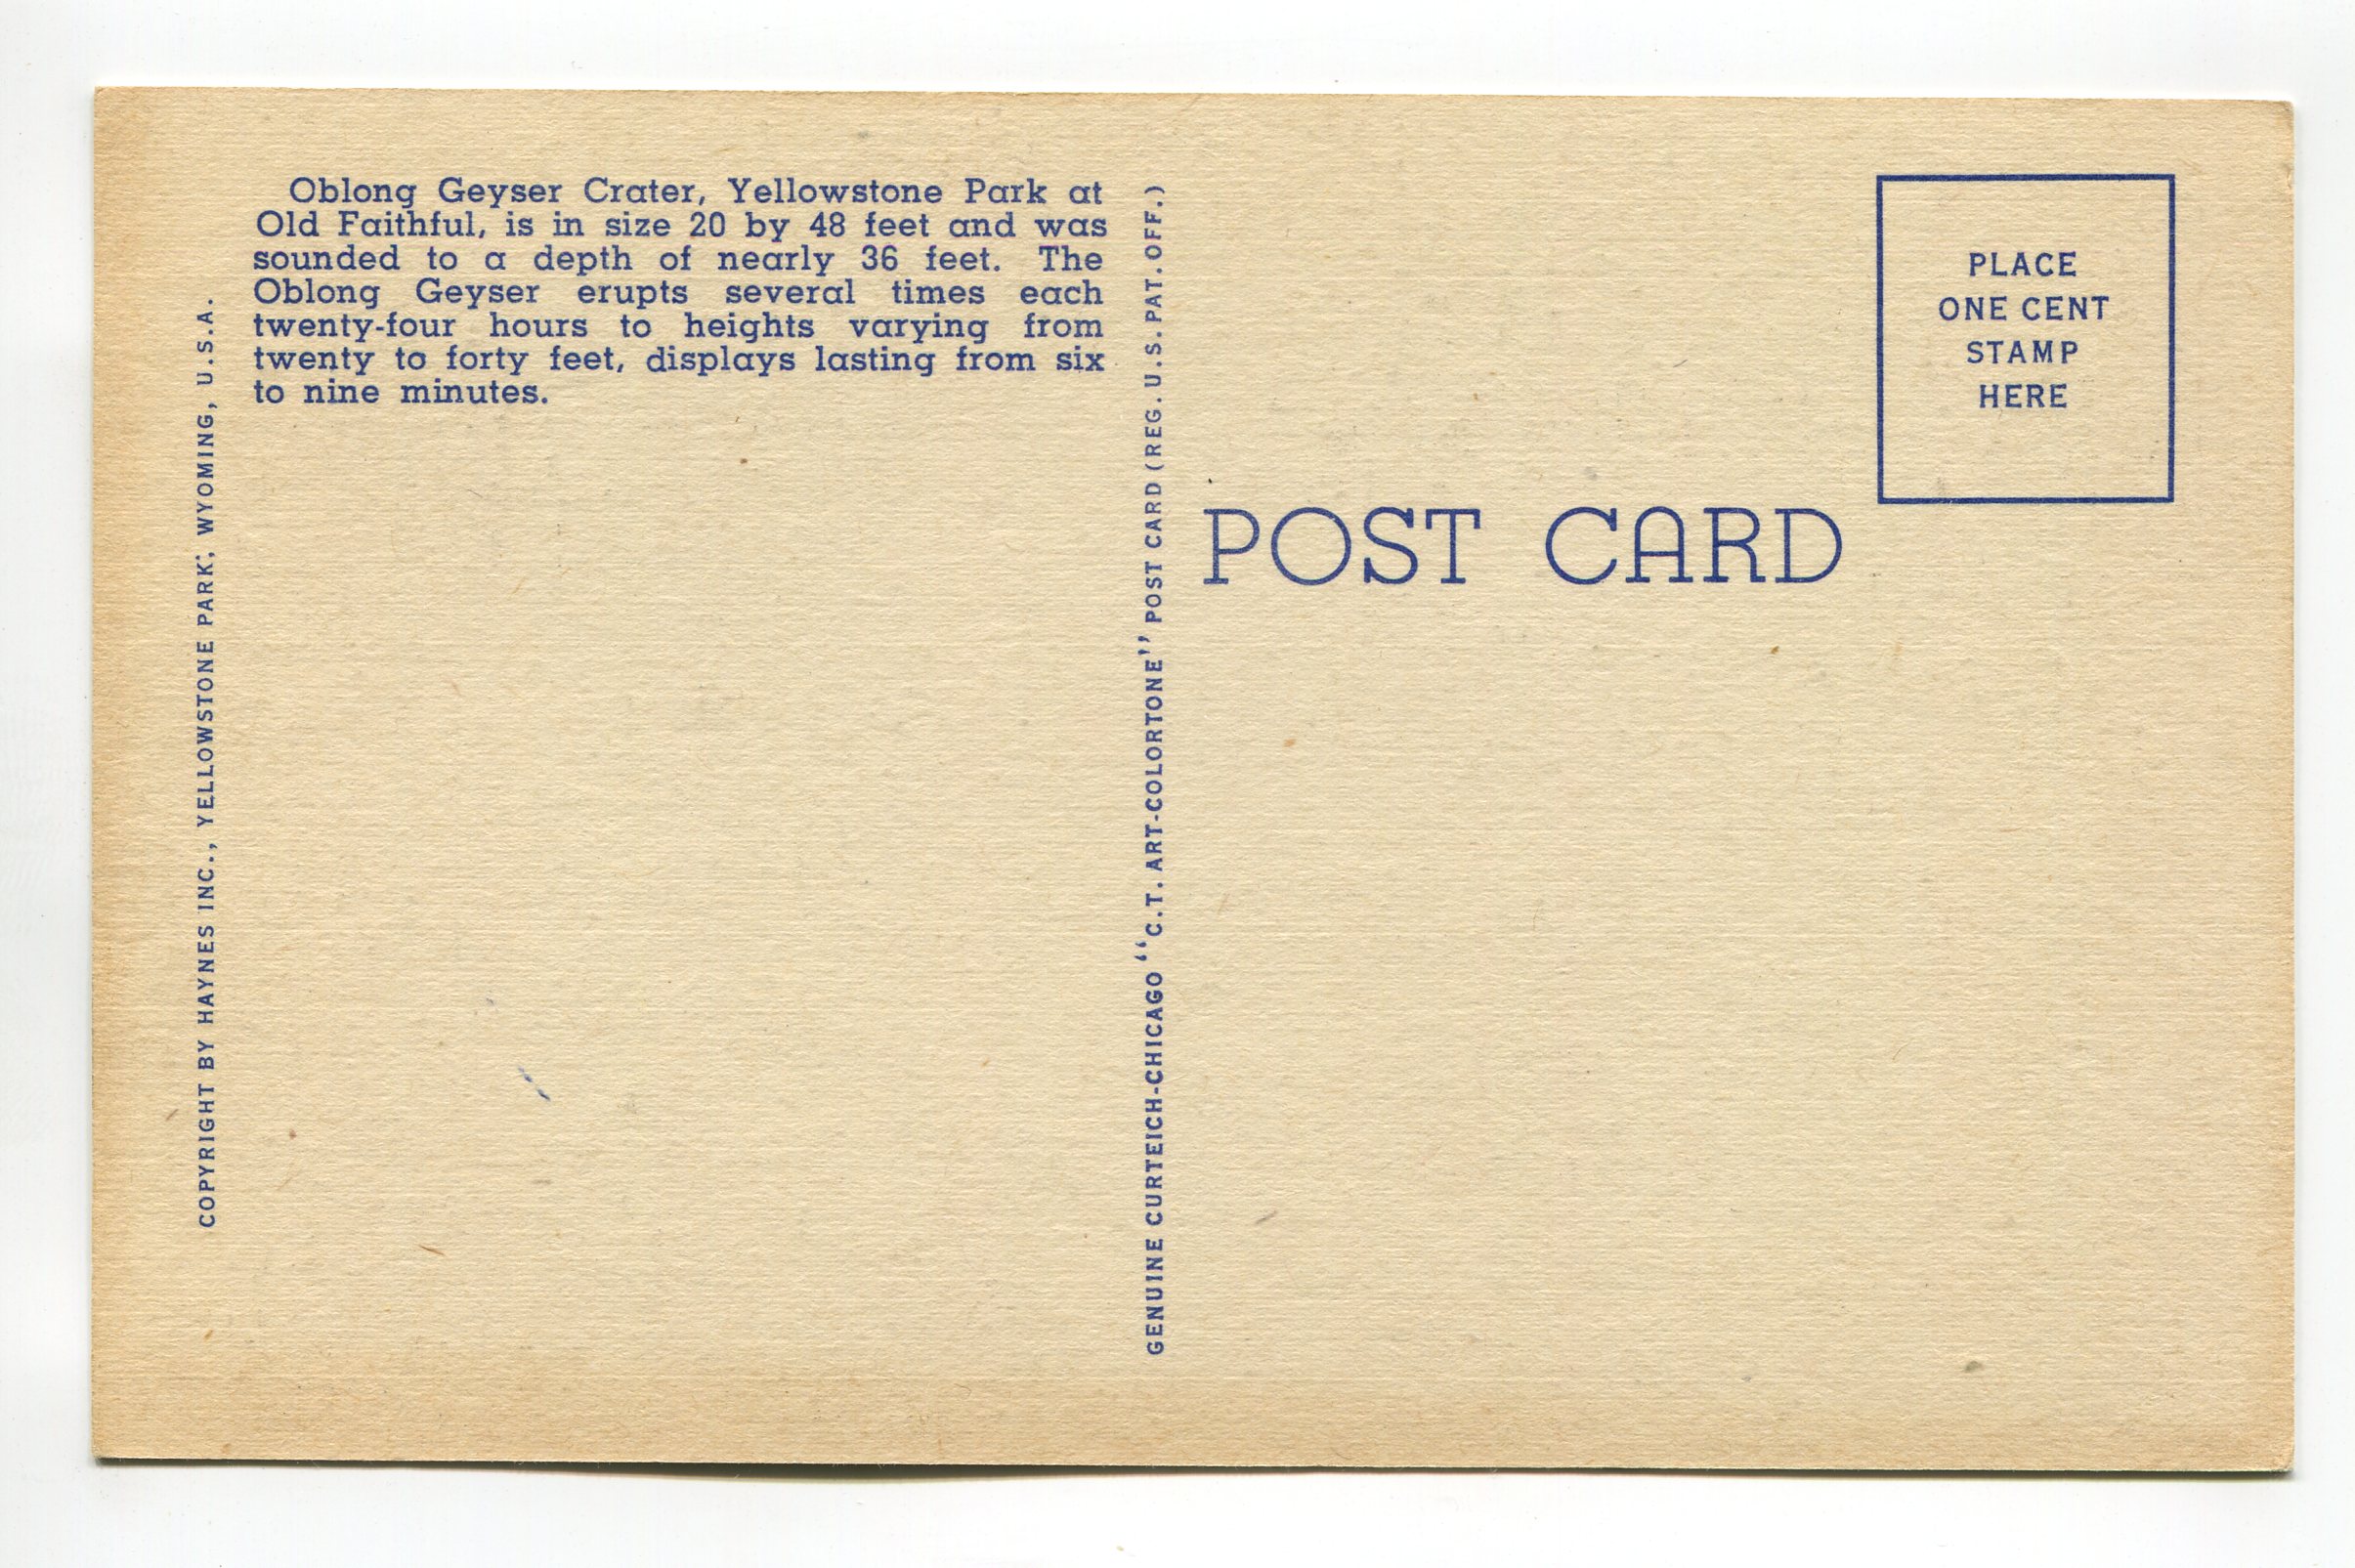 Oblong Geyser Crater, Yellowstone Park at
Old Faithful, is in size 20 by 48 feet and was
sounded to a depth of nearly 36 feet. The
Oblong Geyser erupts several times each
twenty-four hours to heights varying from
twenty to forty feet, displays lasting from six
to nine minutes.
COPYRIGHT BY HAYNES INC., YELLOWSTONE PARK, WYOMING, U.S.A.
GENUINE CURTEICH-CHICAGO "C.T. ART-COLORTONE" POST CARD (REG. U.S. PAT. OFF.)
POST CARD
PLACE
ONE CENT
STAMP
HERE